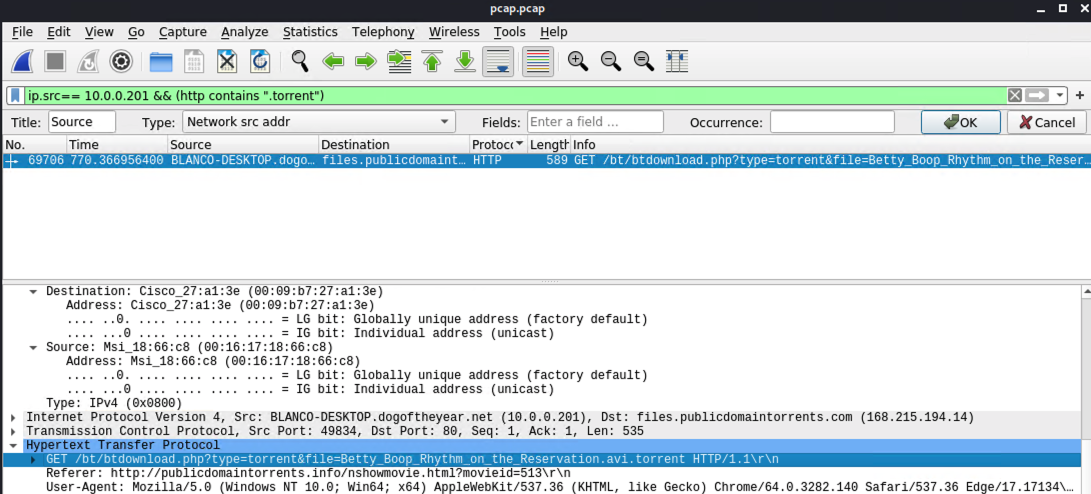 pcap.pcap
File Edit View Go Capture Analyze Statistics Telephony Wireless Tools Help
ip.src== 10.0.0.201 && (http contains ".torrent")
Title: Source Type: Network src addr Fields: Enter a field ... Occurrence: OK Cancel
No. Time Source Destination Protoc Length Info
69706 770.366956400 BLANCO-DESKTOP.dogo… files.publicdomaint… HTTP 589 GET /bt/btdownload.php?type=torrent&file=Betty_Boop_Rhythm_on_the_Reser…
Destination: Cisco_27:a1:3e (00:09:b7:27:a1:3e)
Address: Cisco_27:a1:3e (00:09:b7:27:a1:3e)
.... ..0. .... .... .... .... = LG bit: Globally unique address (factory default)
.... ...0 .... .... .... .... = IG bit: Individual address (unicast)
Source: Msi_18:66:c8 (00:16:17:18:66:c8)
Address: Msi_18:66:c8 (00:16:17:18:66:c8)
.... ..0. .... .... .... .... = LG bit: Globally unique address (factory default)
.... ...0 .... .... .... .... = IG bit: Individual address (unicast)
Type: IPv4 (0x0800)
Internet Protocol Version 4, Src: BLANCO-DESKTOP.dogoftheyear.net (10.0.0.201), Dst: files.publicdomaintorrents.com (168.215.194.14)
Transmission Control Protocol, Src Port: 49834, Dst Port: 80, Seq: 1, Ack: 1, Len: 535
Hypertext Transfer Protocol
GET /bt/btdownload.php?type=torrent&file=Betty_Boop_Rhythm_on_the_Reservation.avi.torrent HTTP/1.1\r\n
Referer: http://publicdomaintorrents.info/nshowmovie.html?movieid=513\r\n
User-Agent: Mozilla/5.0 (Windows NT 10.0; Win64; x64) AppleWebKit/537.36 (KHTML, like Gecko) Chrome/64.0.3282.140 Safari/537.36 Edge/17.17134\…